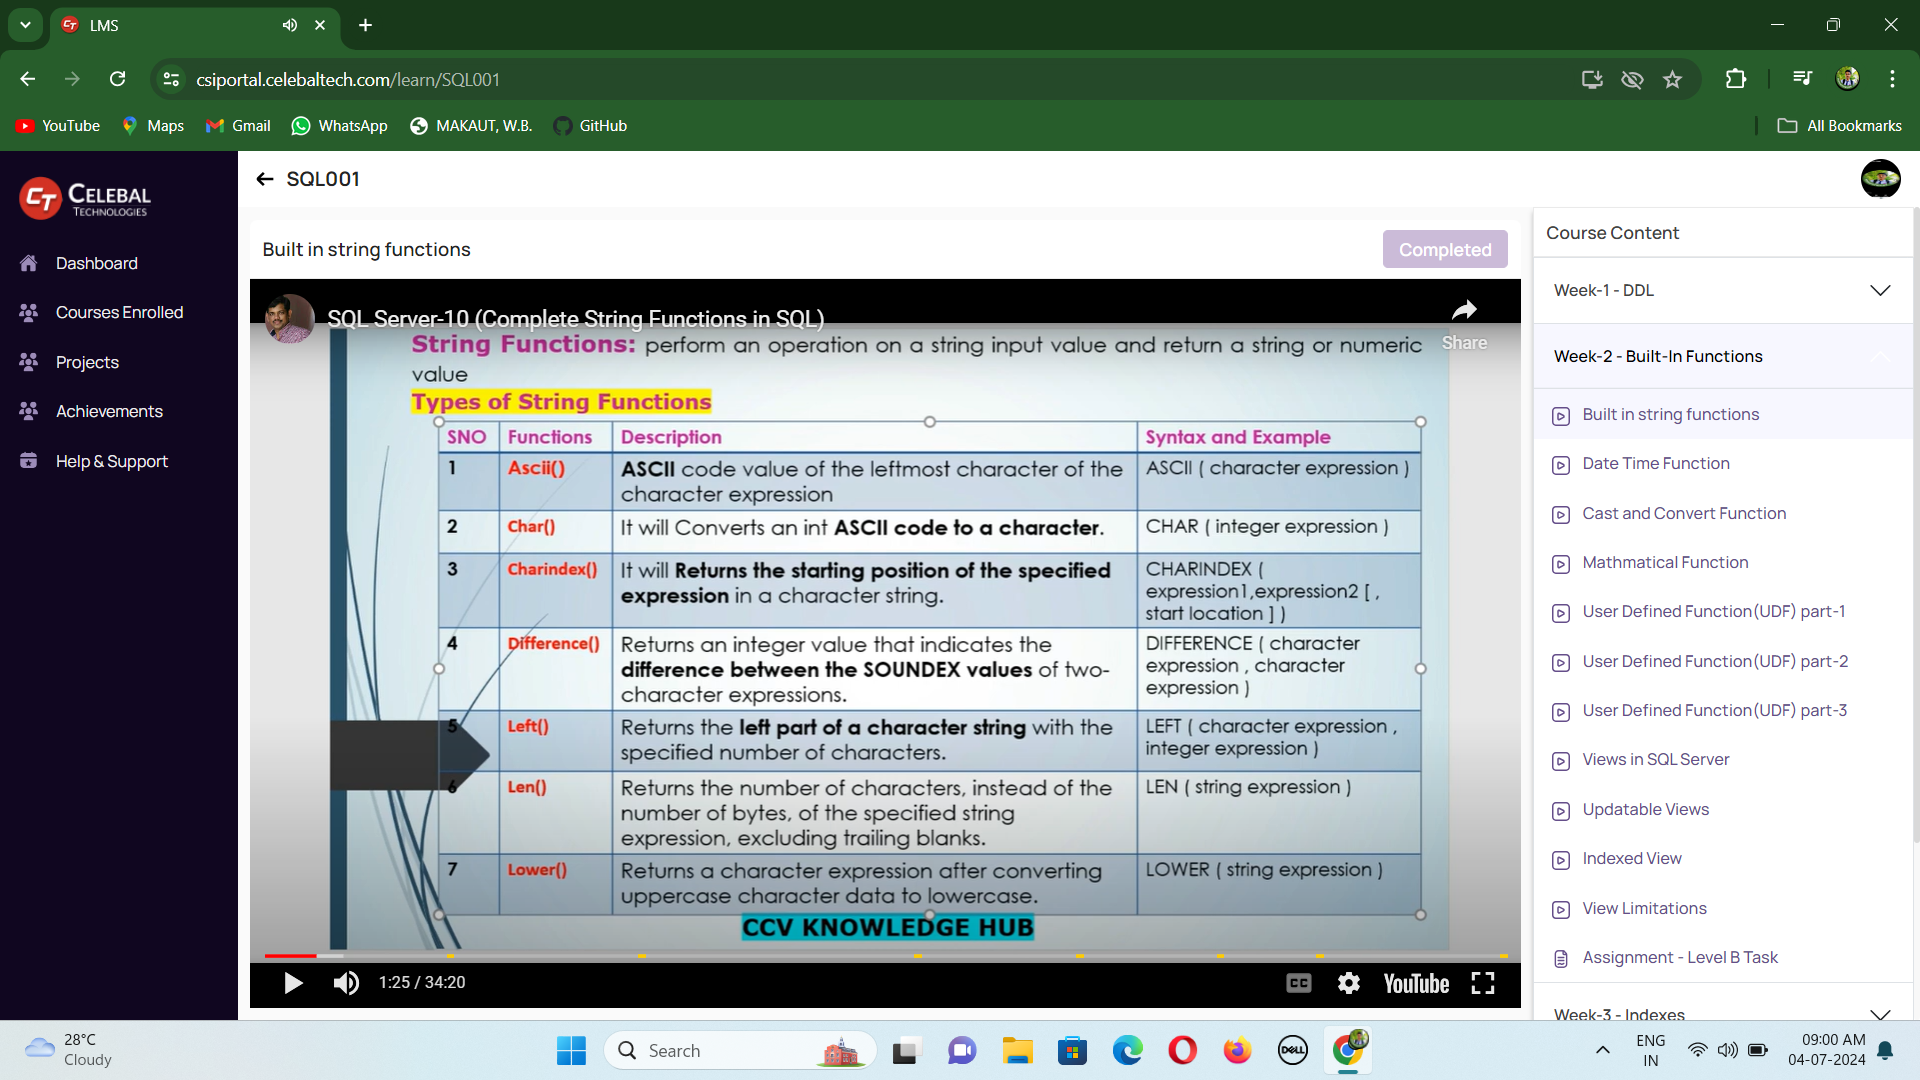 LMS
csiportal.celebaltech.com/learn/SQL001
YouTube
Maps
Gmail
WhatsApp
MAKAUT, W.B.
GitHub
All Bookmarks
CT CELEBAL
TECHNOLOGIES
Dashboard
Courses Enrolled
Projects
Achievements
Help & Support
SQL001
Built in string functions
Completed
SQL Server-10 (Complete String Functions in SQL)
Share
String Functions: perform an operation on a string input value and return a string or numeric
value
Types of String Functions
SNO Functions Description Syntax and Example
1 Ascii() ASCII code value of the leftmost character of the ASCII ( character expression )
character expression
2 Char() It will Converts an int ASCII code to a character. CHAR ( integer expression )
3 Charindex() It will Returns the starting position of the specified CHARINDEX (
expression in a character string. expression1,expression2 [ ,
start location ] )
4 Difference() Returns an integer value that indicates the DIFFERENCE ( character
difference between the SOUNDEX values of two- expression , character
character expressions. expression )
5 Left() Returns the left part of a character string with the LEFT ( character expression ,
specified number of characters. integer expression )
6 Len() Returns the number of characters, instead of the LEN ( string expression )
number of bytes, of the specified string
expression, excluding trailing blanks.
7 Lower() Returns a character expression after converting LOWER ( string expression )
uppercase character data to lowercase.
CCV KNOWLEDGE HUB
1:25 / 34:20
CC
YouTube
Course Content
Week-1 - DDL
Week-2 - Built-In Functions
Built in string functions
Date Time Function
Cast and Convert Function
Mathmatical Function
User Defined Function(UDF) part-1
User Defined Function(UDF) part-2
User Defined Function(UDF) part-3
Views in SQL Server
Updatable Views
Indexed View
View Limitations
Assignment - Level B Task
Week-3 - Indexes
28°C
Cloudy
Search
DELL
ENG
IN
09:00 AM
04-07-2024